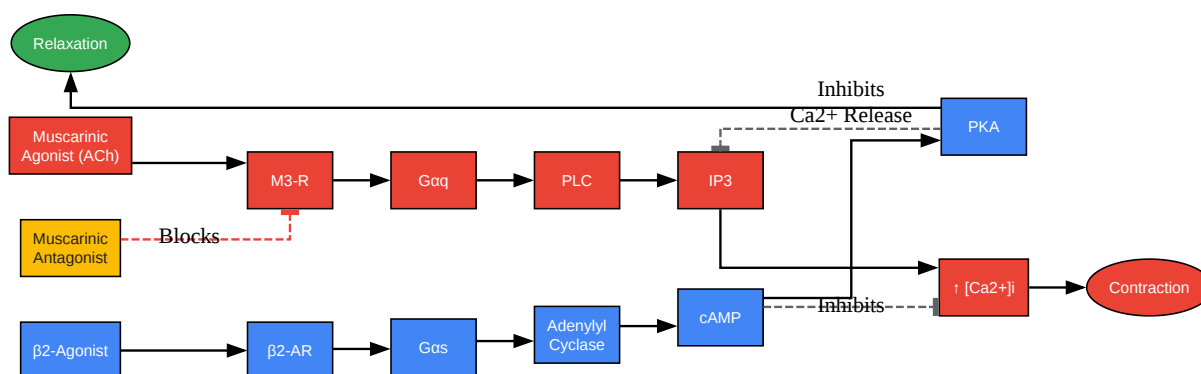 Relaxation
Inhibits
Ca2+ Release
PKA
Muscarinic
Agonist (ACh)
M3-R
Gαq
PLC
IP3
Muscarinic
Antagonist
Blocks
↑ [Ca2+]i
Contraction
Inhibits
β2-Agonist
β2-AR
Gαs
Adenylyl
Cyclase
cAMP